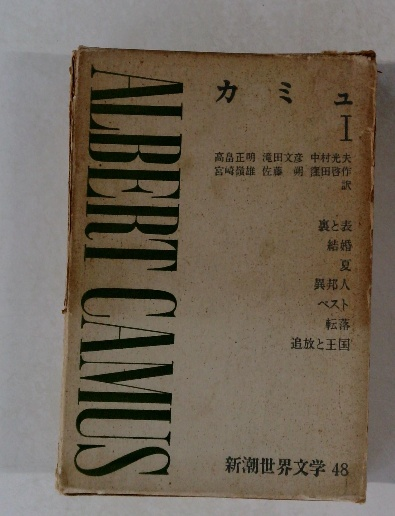 ALBERT CAMUS
カミュ
I
高畠正明 滝田文彦 中村光夫
宮崎嶺雄 佐藤 朔 窪田啓作
訳
裏と表
結婚
夏
異邦人
ペスト
転落
追放と王国
新潮世界文学 48